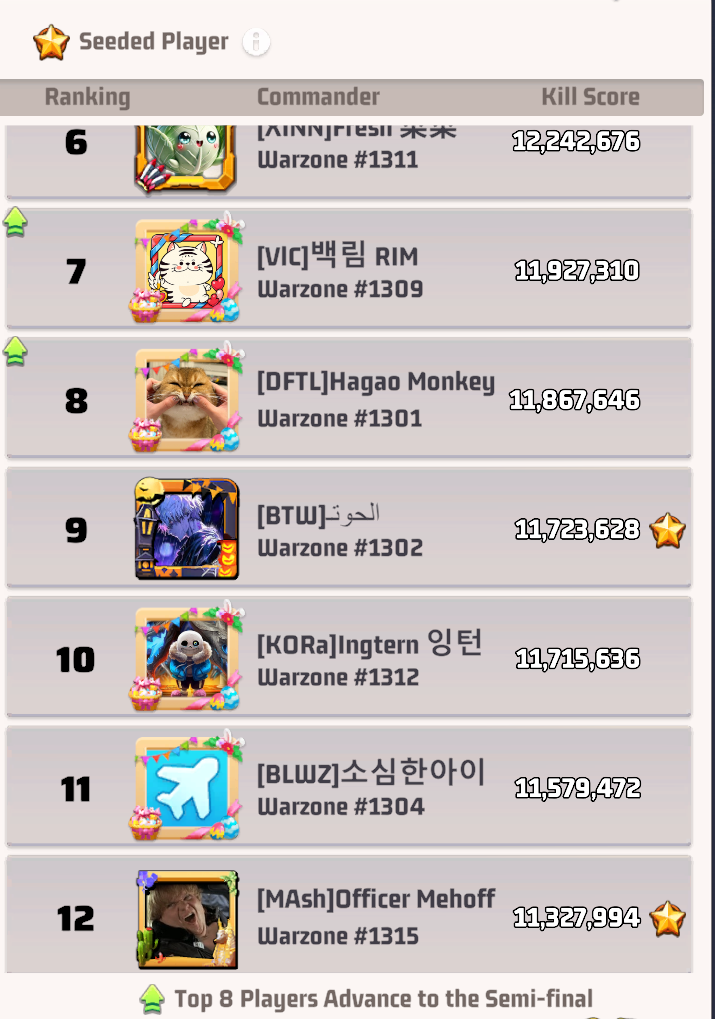 Seeded Player
Ranking Commander Kill Score
6
Warzone #1311
12,242,676
7
[VIC]백림 RIM
Warzone #1309
11,927,310
8
[DFTL]Hagao Monkey
Warzone #1301
11,867,646
9
[BTW]الحوتـ
Warzone #1302
11,723,628
10
[KORa]Ingtern 잉턴
Warzone #1312
11,715,636
11
[BLWZ]소심한아이
Warzone #1304
11,579,472
12
[MAsh]Officer Mehoff
Warzone #1315
11,327,994
Top 8 Players Advance to the Semi-final